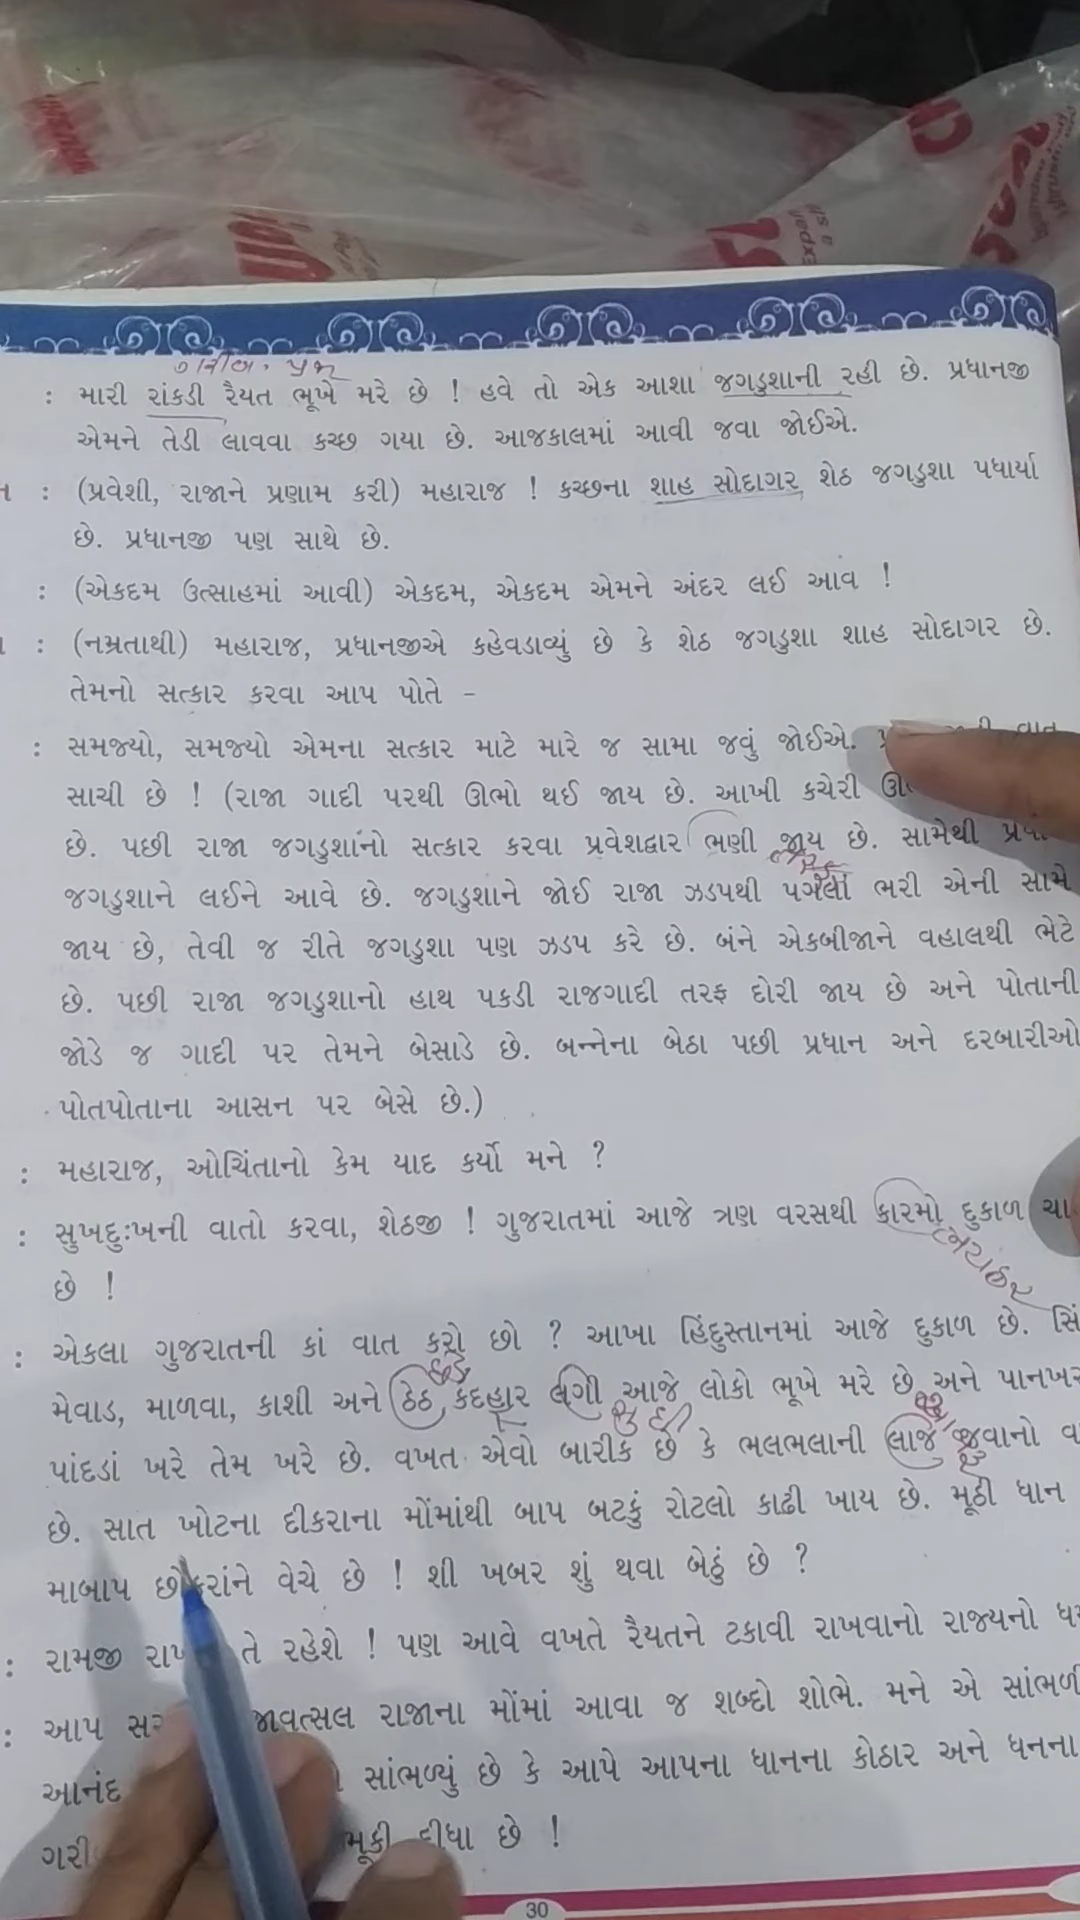 : મારી રાંકડી રૈયત ભૂખે મરે છે ! હવે તો એક આશા જગડુશાની રહી છે. પ્રધાનજી
એમને તેડી લાવવા કચ્છ ગયા છે. આજકાલમાં આવી જવા જોઈએ.
: (પ્રવેશી, રાજાને પ્રણામ કરી) મહારાજ ! કચ્છના શાહ સોદાગર શેઠ જગડુશા પધાર્યા
છે. પ્રધાનજી પણ સાથે છે.
: (એકદમ ઉત્સાહમાં આવી) એકદમ, એકદમ એમને અંદર લઈ આવ !
: (નમ્રતાથી) મહારાજ, પ્રધાનજીએ કહેવડાવ્યું છે કે શેઠ જગડુશા શાહ સોદાગર છે.
તેમનો સત્કાર કરવા આપ પોતે -
: સમજ્યો, સમજ્યો એમના સત્કાર માટે મારે જ સામા જવું જોઈએ. વાત
સાચી છે ! (રાજા ગાદી પરથી ઊભો થઈ જાય છે. આખી કચેરી
છે. પછી રાજા જગડુશાંનો સત્કાર કરવા પ્રવેશદ્વાર ભણી જાય છે. સામેથી
તરફ
જગડુશાને લઈને આવે છે. જગડુશાને જોઈ રાજા ઝડપથી પગલાં ભરી એની સામે
જાય છે, તેવી જ રીતે જગડુશા પણ ઝડપ કરે છે. બંને એકબીજાને વહાલથી ભેટે
છે. પછી રાજા જગડુશાનો હાથ પકડી રાજગાદી તરફ દોરી જાય છે અને પોતાની
જોડે જ ગાદી પર તેમને બેસાડે છે. બન્નેના બેઠા પછી પ્રધાન અને દરબારીઓ
પોતપોતાના આસન પર બેસે છે.)
: મહારાજ, ઓચિંતાનો કેમ યાદ કર્યો મને ?
: સુખદુઃખની વાતો કરવા, શેઠજી ! ગુજરાતમાં આજે ત્રણ વરસથી કારમો દુકાળ
ભયંકર
છે !
: એકલા ગુજરાતની કાં વાત કરો છો ? આખા હિંદુસ્તાનમાં આજે દુકાળ છે.
મેવાડ, માળવા, કાશી અને ઠેઠ કંદહાર લગી આજે લોકો ભૂખે મરે છે અને
સુધી
પાંદડાં ખરે તેમ ખરે છે. વખત એવો બારીક છે કે ભલભલાની લાજ જવાનો
છે. સાત ખોટના દીકરાના મોંમાંથી બાપ બટકું રોટલો કાઢી ખાય છે. મૂઠી ધાન
માબાપ છોકરાંને વેચે છે ! શી ખબર શું થવા બેઠું છે ?
: રામજી તે રહેશે ! પણ આવે વખતે રૈયતને ટકાવી રાખવાનો રાજ્યનો
: આપ રાજાના મોંમાં આવા જ શબ્દો શોભે. મને એ
આનંદ સાંભળ્યું છે કે આપે આપના ધાનના કોઠાર અને ધનના
મૂકી દીધા છે !
30